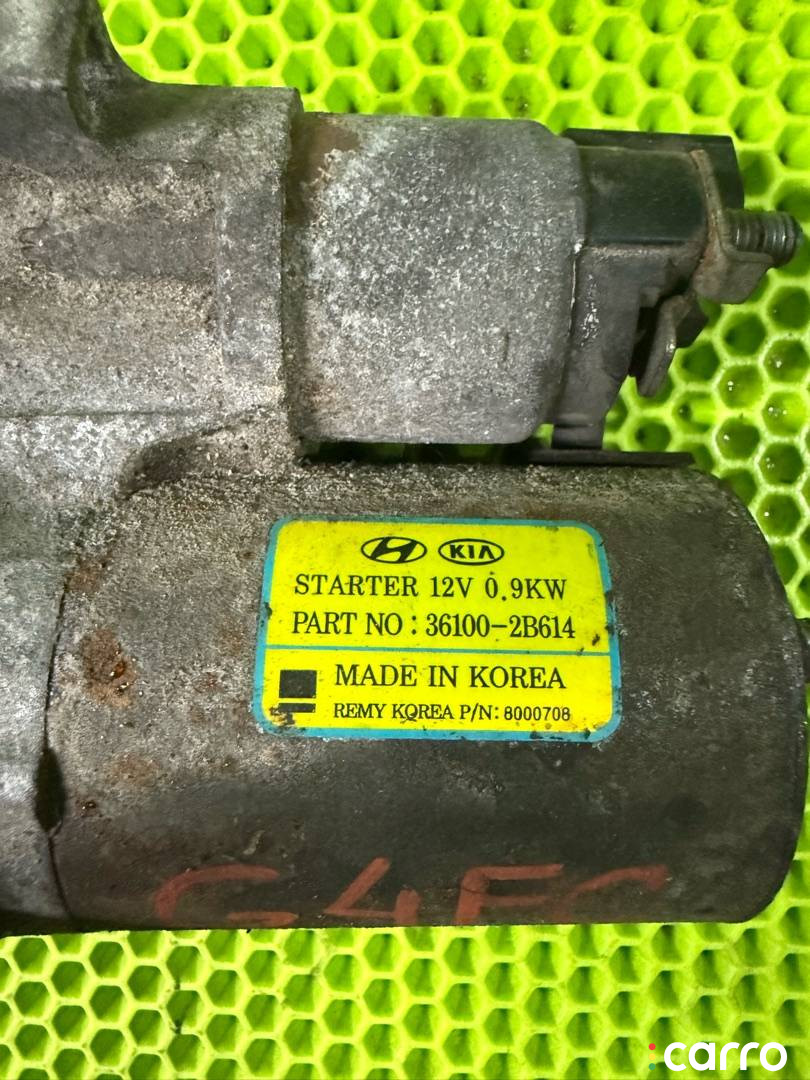 KIA
STARTER 12V 0.9KW
PART NO : 36100-2B614
MADE IN KOREA
REMY KOREA P/N: 8000708
G4FC
carro